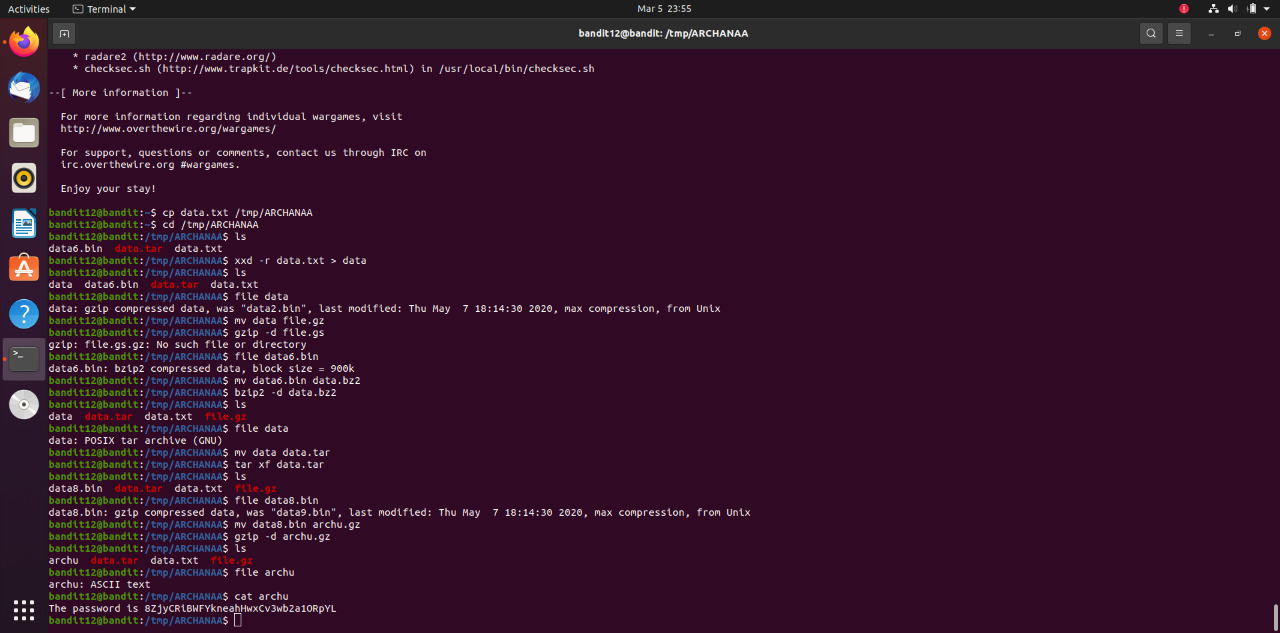 Activities
Terminal
Mar 5 23:55
bandit12@bandit: /tmp/ARCHANAA
* radare2 (http://www.radare.org/)
* checksec.sh (http://www.trapkit.de/tools/checksec.html) in /usr/local/bin/checksec.sh
--[ More information ]--
For more information regarding individual wargames, visit
http://www.overthewire.org/wargames/
For support, questions or comments, contact us through IRC on
irc.overthewire.org #wargames.
Enjoy your stay!
bandit12@bandit:~$ cp data.txt /tmp/ARCHANAA
bandit12@bandit:~$ cd /tmp/ARCHANAA
bandit12@bandit:/tmp/ARCHANAA$ ls
data6.bin  data.tar  data.txt
bandit12@bandit:/tmp/ARCHANAA$ xxd -r data.txt > data
bandit12@bandit:/tmp/ARCHANAA$ ls
data  data6.bin  data.tar  data.txt
bandit12@bandit:/tmp/ARCHANAA$ file data
data: gzip compressed data, was "data2.bin", last modified: Thu May  7 18:14:30 2020, max compression, from Unix
bandit12@bandit:/tmp/ARCHANAA$ mv data file.gz
bandit12@bandit:/tmp/ARCHANAA$ gzip -d file.gs
gzip: file.gs.gz: No such file or directory
bandit12@bandit:/tmp/ARCHANAA$ file data6.bin
data6.bin: bzip2 compressed data, block size = 900k
bandit12@bandit:/tmp/ARCHANAA$ mv data6.bin data.bz2
bandit12@bandit:/tmp/ARCHANAA$ bzip2 -d data.bz2
bandit12@bandit:/tmp/ARCHANAA$ ls
data  data.tar  data.txt  file.gz
bandit12@bandit:/tmp/ARCHANAA$ file data
data: POSIX tar archive (GNU)
bandit12@bandit:/tmp/ARCHANAA$ mv data data.tar
bandit12@bandit:/tmp/ARCHANAA$ tar xf data.tar
bandit12@bandit:/tmp/ARCHANAA$ ls
data8.bin  data.tar  data.txt  file.gz
bandit12@bandit:/tmp/ARCHANAA$ file data8.bin
data8.bin: gzip compressed data, was "data9.bin", last modified: Thu May  7 18:14:30 2020, max compression, from Unix
bandit12@bandit:/tmp/ARCHANAA$ mv data8.bin archu.gz
bandit12@bandit:/tmp/ARCHANAA$ gzip -d archu.gz
bandit12@bandit:/tmp/ARCHANAA$ ls
archu  data.tar  data.txt  file.gz
bandit12@bandit:/tmp/ARCHANAA$ file archu
archu: ASCII text
bandit12@bandit:/tmp/ARCHANAA$ cat archu
The password is 8ZjyCRiBWFYkneahHwxCv3wb2a1ORpYL
bandit12@bandit:/tmp/ARCHANAA$